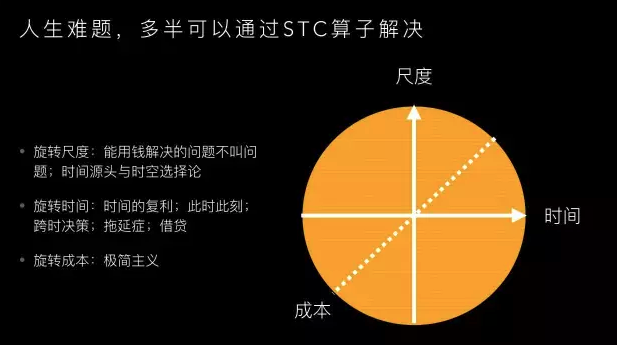 人生难题，多半可以通过STC算子解决
尺度
• 旋转尺度：能用钱解决的问题不叫问
题；时间源头与时空选择论
• 旋转时间：时间的复利；此时此刻；
跨时决策；拖延症；借贷
• 旋转成本：极简主义
时间
成本